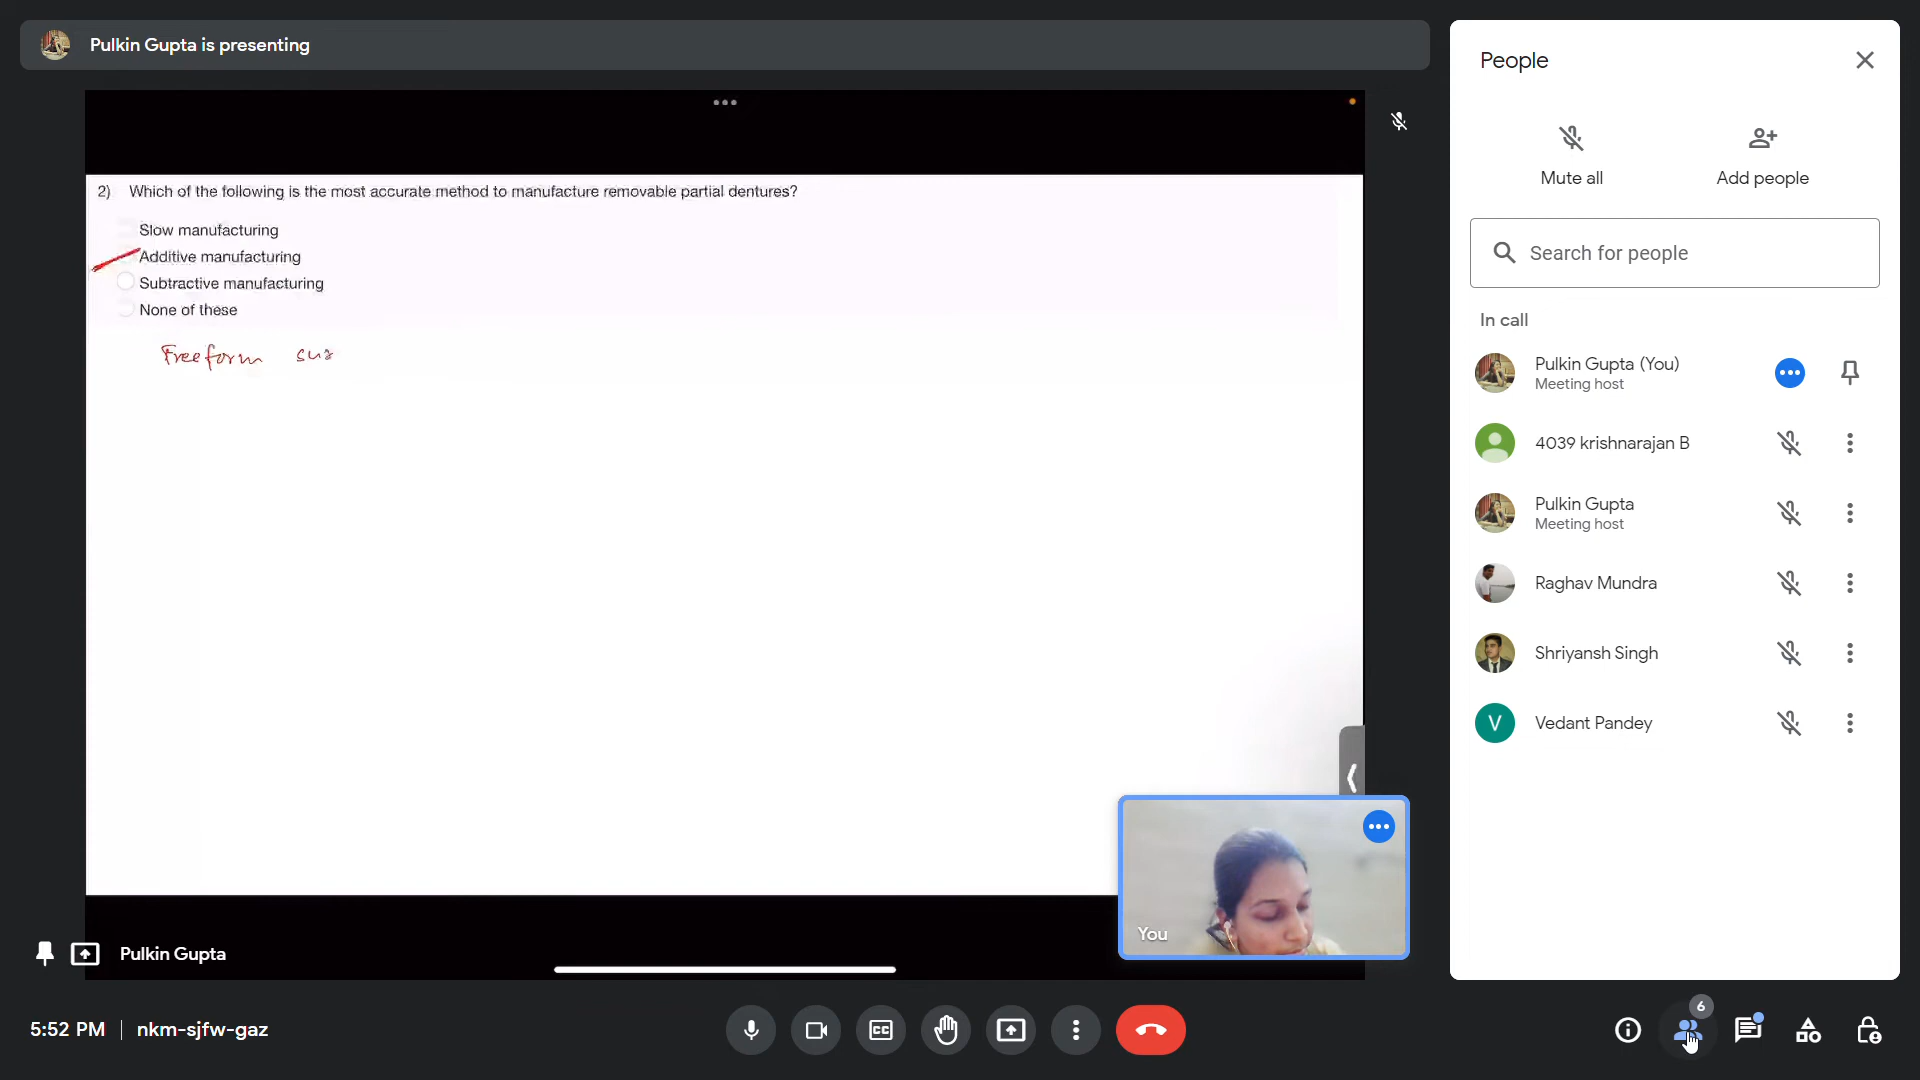 Pulkin Gupta is presenting
2) Which of the following is the most accurate method to manufacture removable partial dentures?
Slow manufacturing
Additive manufacturing
Subtractive manufacturing
None of these
Freeform
You
Pulkin Gupta
5:52 PM | nkm-sjfw-gaz
CC
6
People
Mute all
Add people
Search for people
In call
Pulkin Gupta (You)
Meeting host
4039 krishnarajan B
Pulkin Gupta
Meeting host
Raghav Mundra
Shriyansh Singh
V
Vedant Pandey